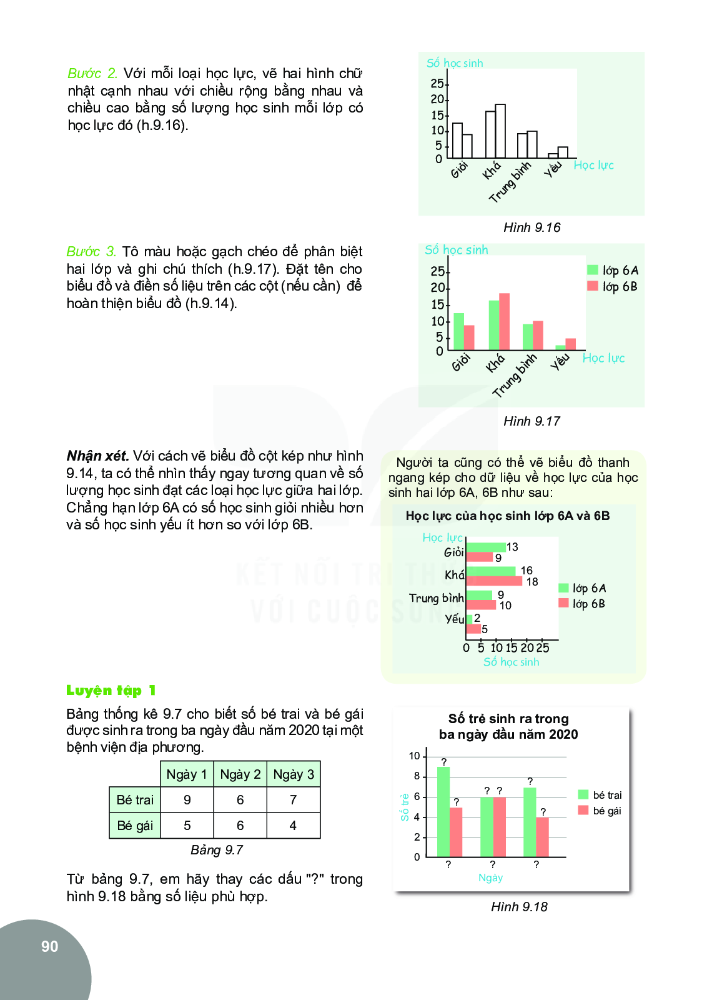 Bước 2. Với mỗi loại học lực, vẽ hai hình chữ
nhật cạnh nhau với chiều rộng bằng nhau và
chiều cao bằng số lượng học sinh mỗi lớp có
học lực đó (h.9.16).
Số học sinh
25
20
15
10
5
0
Giỏi
Khá
Trung bình
Yếu
Học lực
Hình 9.16
Bước 3. Tô màu hoặc gạch chéo để phân biệt
hai lớp và ghi chú thích (h.9.17). Đặt tên cho
biểu đồ và điền số liệu trên các cột (nếu cần) để
hoàn thiện biểu đồ (h.9.14).
Số học sinh
25
20
15
10
5
0
Giỏi
Khá
Trung bình
Yếu
Học lực
lớp 6A
lớp 6B
Hình 9.17
Nhận xét. Với cách vẽ biểu đồ cột kép như hình
9.14, ta có thể nhìn thấy ngay tương quan về số
lượng học sinh đạt các loại học lực giữa hai lớp.
Chẳng hạn lớp 6A có số học sinh giỏi nhiều hơn
và số học sinh yếu ít hơn so với lớp 6B.
Người ta cũng có thể vẽ biểu đồ thanh
ngang kép cho dữ liệu về học lực của học
sinh hai lớp 6A, 6B như sau:
Học lực của học sinh lớp 6A và 6B
Học lực
Giỏi
13
9
Khá
16
18
Trung bình
9
10
Yếu
2
5
lớp 6A
lớp 6B
0 5 10 15 20 25
Số học sinh
KẾT NỐI TRI THỨC
VỚI CUỘC SỐNG
Luyện tập 1
Bảng thống kê 9.7 cho biết số bé trai và bé gái
được sinh ra trong ba ngày đầu năm 2020 tại một
bệnh viện địa phương.
Ngày 1 Ngày 2 Ngày 3
Bé trai 9 6 7
Bé gái 5 6 4
Bảng 9.7
Từ bảng 9.7, em hãy thay các dấu "?" trong
hình 9.18 bằng số liệu phù hợp.
Số trẻ sinh ra trong
ba ngày đầu năm 2020
Số trẻ
10
8
6
4
2
0
? ? ? ? ? ?
? ? ?
Ngày
bé trai
bé gái
Hình 9.18
90